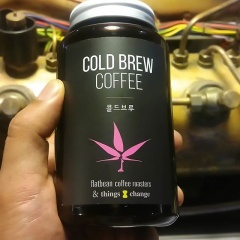 COLD BREW
COFFEE
콜드브루
flatbean coffee roasters
& things change